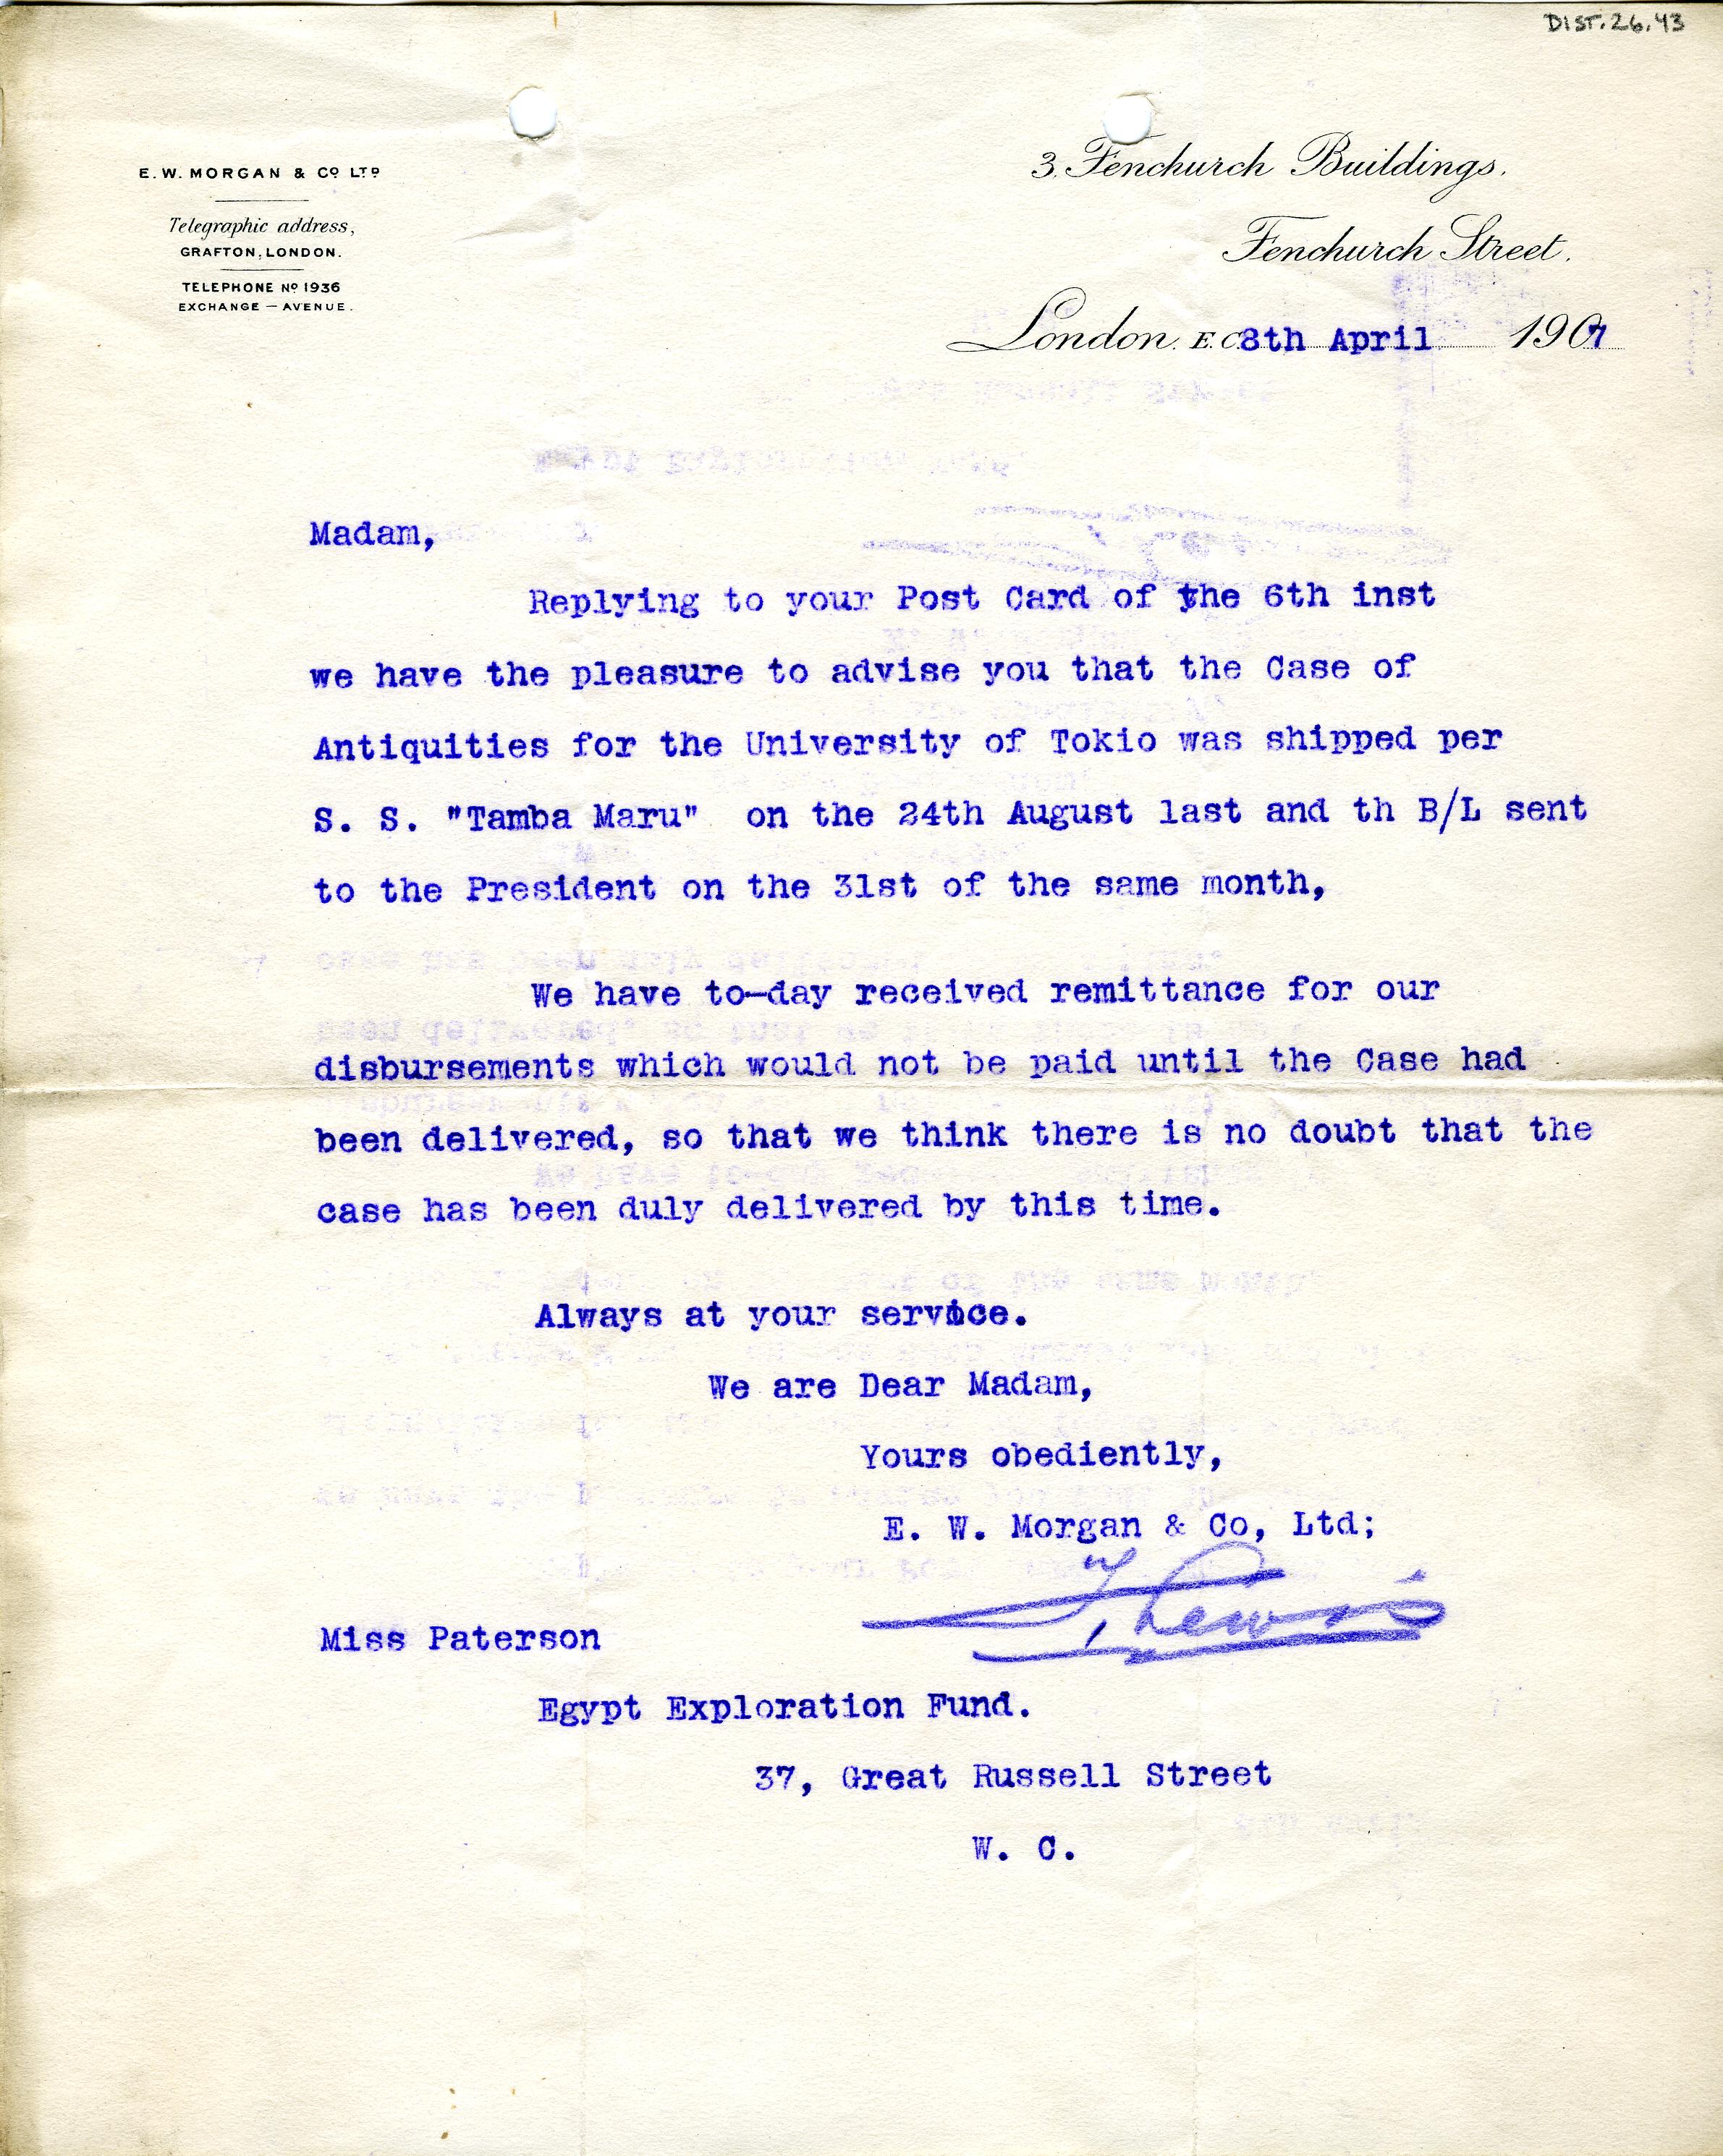 DIST.26.43
E. W. MORGAN & CO LTD
Telegraphic address,
GRAFTON, LONDON.
TELEPHONE No 1936
EXCHANGE — AVENUE.
3. Fenchurch Buildings.
Fenchurch Street.
London. E.C. 8th April 1907
Madam,
Replying to your Post Card of the 6th inst
we have the pleasure to advise you that the Case of
Antiquities for the University of Tokio was shipped per
S. S. "Tamba Maru" on the 24th August last and th B/L sent
to the President on the 31st of the same month,
We have to-day received remittance for our
disbursements which would not be paid until the Case had
been delivered, so that we think there is no doubt that the
case has been duly delivered by this time.
Always at your service.
We are Dear Madam,
Yours obediently,
E. W. Morgan & Co, Ltd;
Lewis
Miss Paterson
Egypt Exploration Fund.
37, Great Russell Street
W. C.